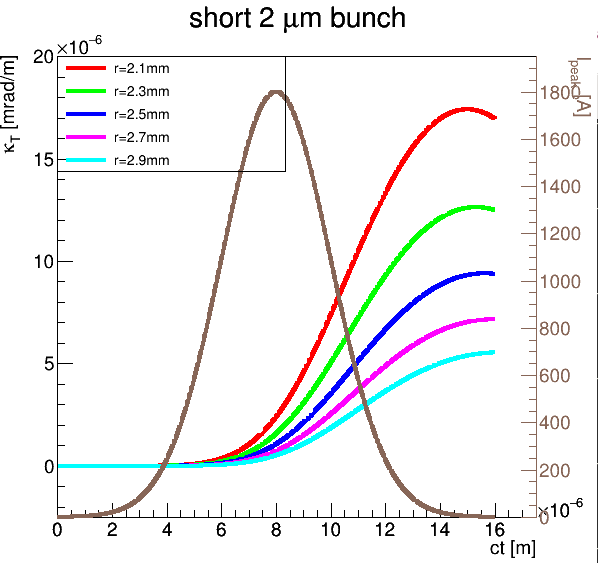 short 2 μm bunch
20 ×10⁻⁶
κ_T [mrad/m]
I_peak [A]
r=2.1mm
r=2.3mm
r=2.5mm
r=2.7mm
r=2.9mm
15
10
5
0
1800
1600
1400
1200
1000
800
600
400
200
0
×10⁻⁶
0 2 4 6 8 10 12 14 16
ct [m]